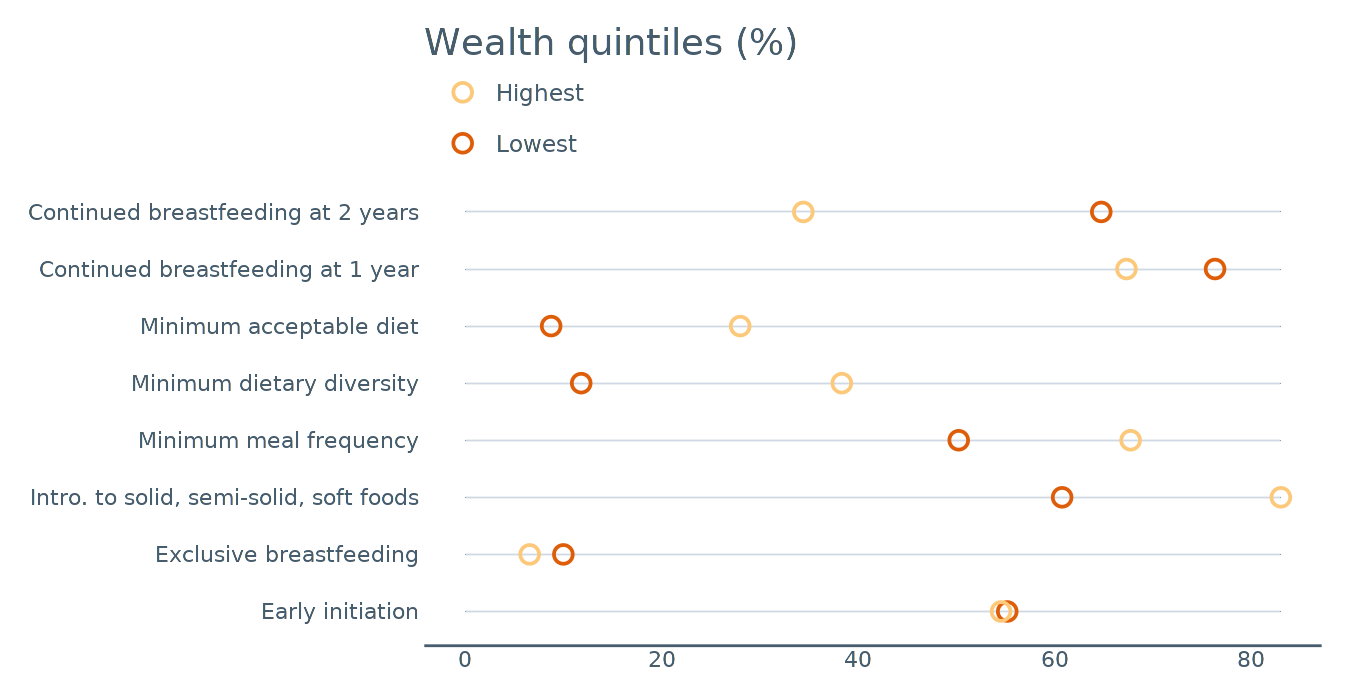 Wealth quintiles (%)
Highest
Lowest
Continued breastfeeding at 2 years
Continued breastfeeding at 1 year
Minimum acceptable diet
Minimum dietary diversity
Minimum meal frequency
Intro. to solid, semi-solid, soft foods
Exclusive breastfeeding
Early initiation
0 20 40 60 80